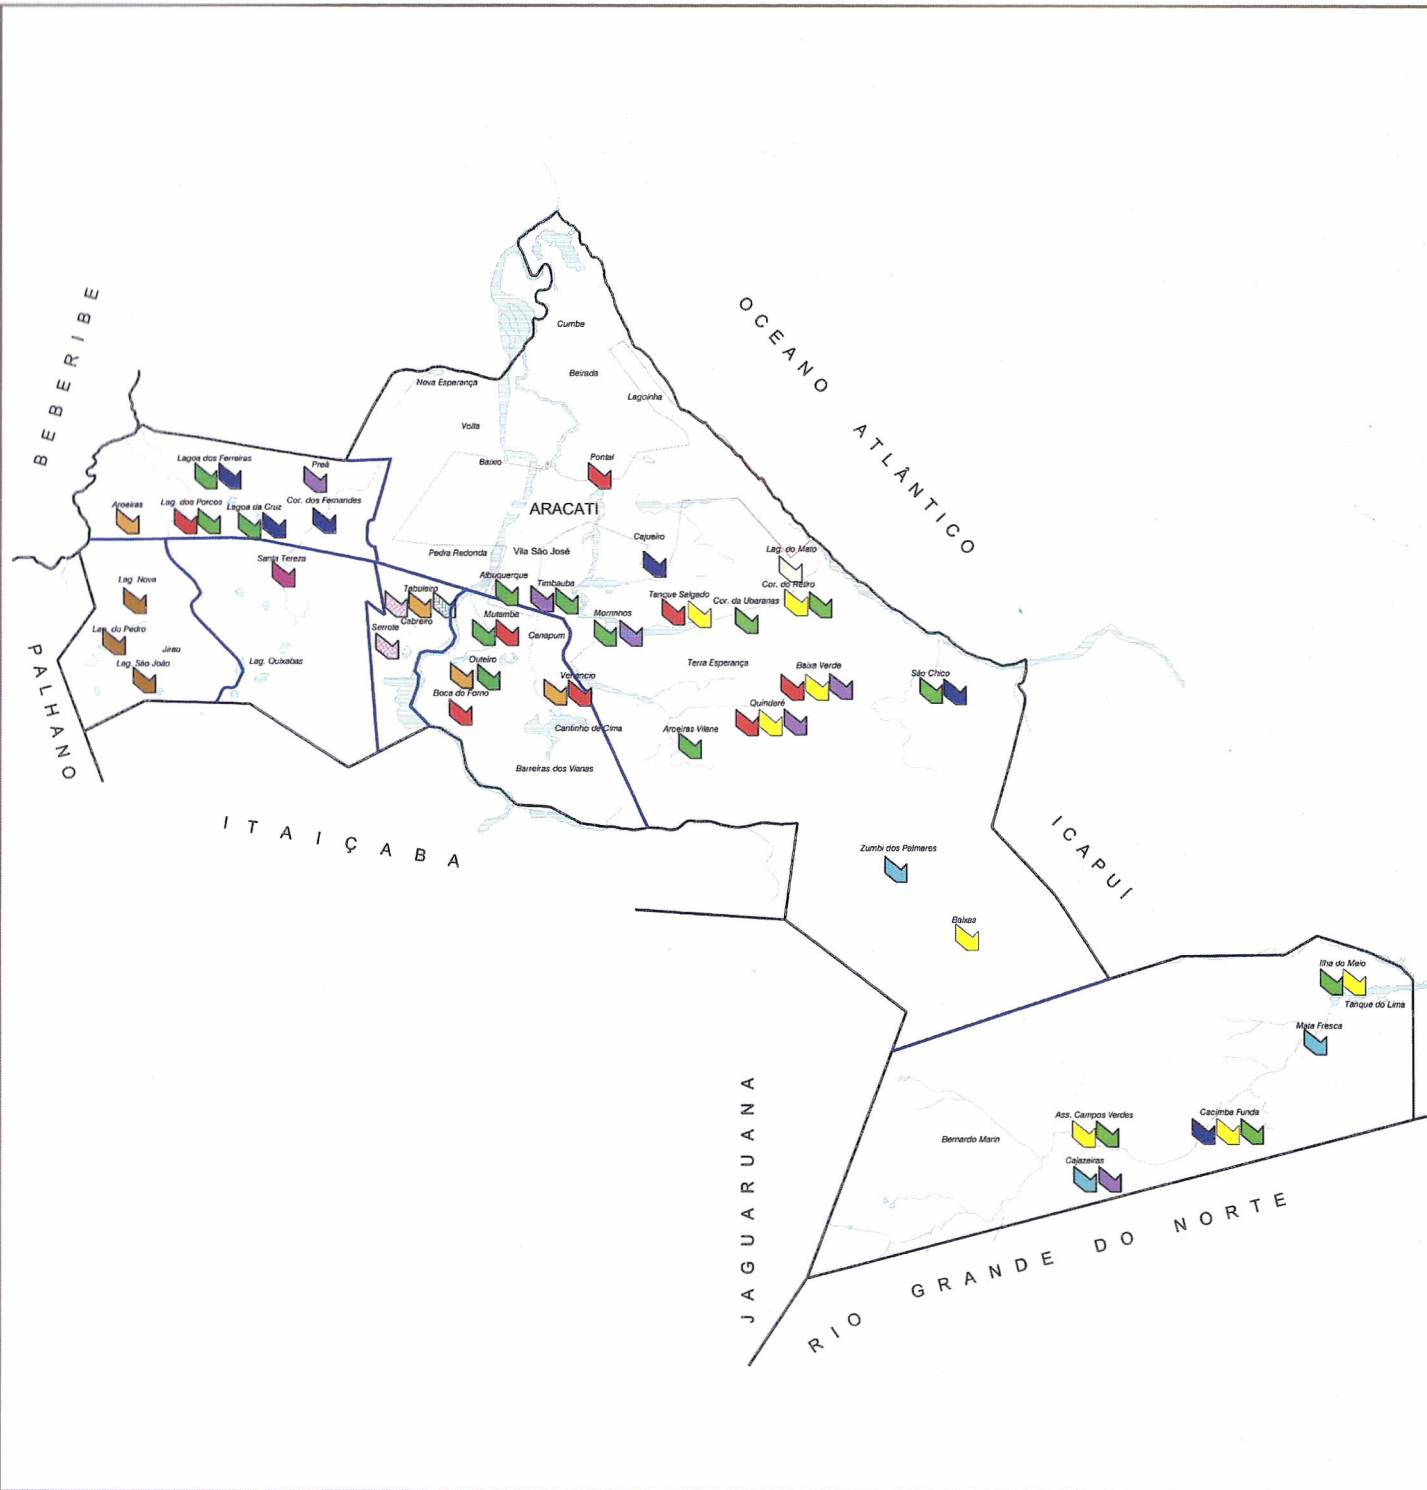 OCEANO ATLÂNTICO
BEBERIBE
Cumbe
Beirada
Nova Esperança
Lagoinha
Volta
Baixio
Pontal
Lagoa dos Ferreiras
Preá
ARACATI
Aroeiras
Lag. dos Porcos
Lagoa da Cruz
Cor. dos Fernandes
Cajueiro
Pedra Redonda
Vila São José
Lag. do Mato
Santa Tereza
Lag. Nova
Albuquerque
Timbauba
Cor. do Retiro
Tabuleiro
Cabreiro
Mutamba
Morrinhos
Tanque Salgado
Cor. da Ubaranas
Serrote
Canapum
Lag. do Pedro
Jirau
Lag. São João
Lag. Quixabas
Outeiro
Terra Esperança
Baixa Verde
São Chico
Venancio
Boca do Forno
Quinderé
Cantinho de Cima
Aroeiras Vilane
Barreiras dos Vianas
PALHANO
ITAIÇABA
ICAPUÍ
Zumbi dos Palmares
Baixas
Ilha do Meio
Tanque do Lima
Mata Fresca
Ass. Campos Verdes
Cacimba Funda
Bernardo Marin
Cajazeiras
JAGUARUANA
RIO GRANDE DO NORTE